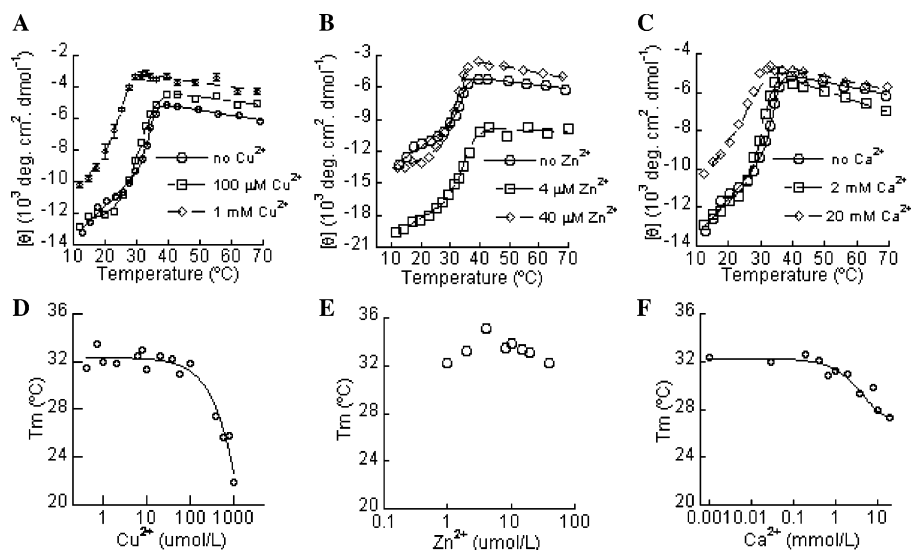 A
B
C
-2
-4
-6
-8
-10
-12
-14
[θ] (10³ deg. cm². dmol⁻¹)
no Cu²⁺
100 µM Cu²⁺
1 mM Cu²⁺
10 20 30 40 50 60 70
Temperature (°C)
-3
-6
-9
-12
-15
-18
-21
[θ] (10³ deg. cm². dmol⁻¹)
no Zn²⁺
4 µM Zn²⁺
40 µM Zn²⁺
10 20 30 40 50 60 70
Temperature (°C)
-4
-6
-8
-10
-12
-14
[θ] (10³ deg. cm². dmol⁻¹)
no Ca²⁺
2 mM Ca²⁺
20 mM Ca²⁺
10 20 30 40 50 60 70
Temperature (°C)
D
E
F
36
32
28
24
20
Tm (°C)
1 10 100 1000
Cu²⁺ (umol/L)
36
32
28
24
20
Tm (°C)
0.1 1 10 100
Zn²⁺ (umol/L)
36
32
28
24
20
Tm (°C)
0.001 0.01 0.1 1 10
Ca²⁺ (mmol/L)